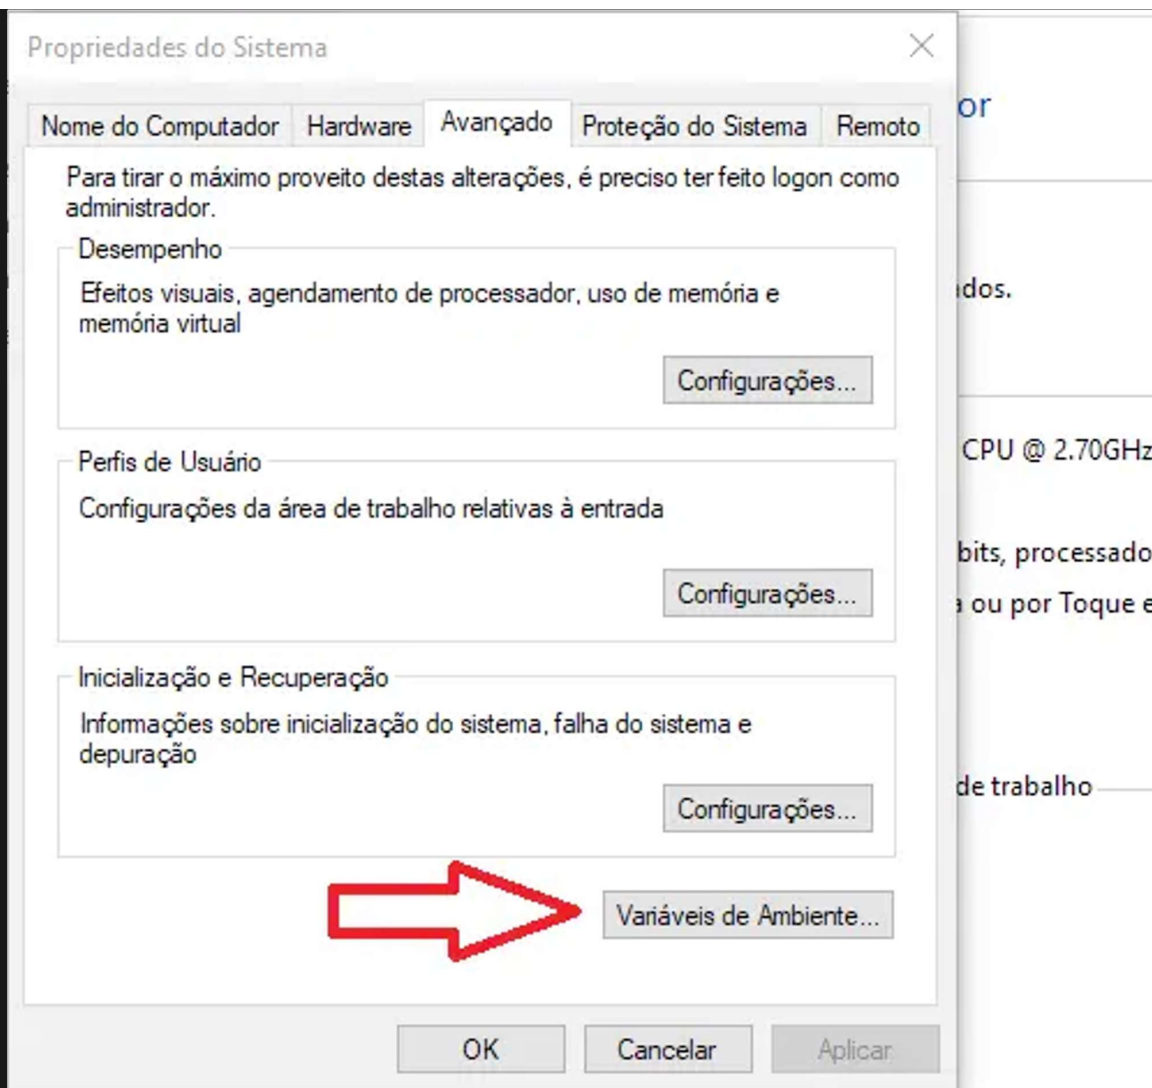 Propriedades do Sistema
Nome do Computador
Hardware
Avançado
Proteção do Sistema
Remoto
Para tirar o máximo proveito destas alterações, é preciso ter feito logon como
administrador.
Desempenho
Efeitos visuais, agendamento de processador, uso de memória e
memória virtual
Configurações...
Perfis de Usuário
Configurações da área de trabalho relativas à entrada
Configurações...
Inicialização e Recuperação
Informações sobre inicialização do sistema, falha do sistema e
depuração
Configurações...
Variáveis de Ambiente...
OK
Cancelar
Aplicar
or
dos.
CPU @ 2.70GHz
bits, processado
a ou por Toque e
de trabalho